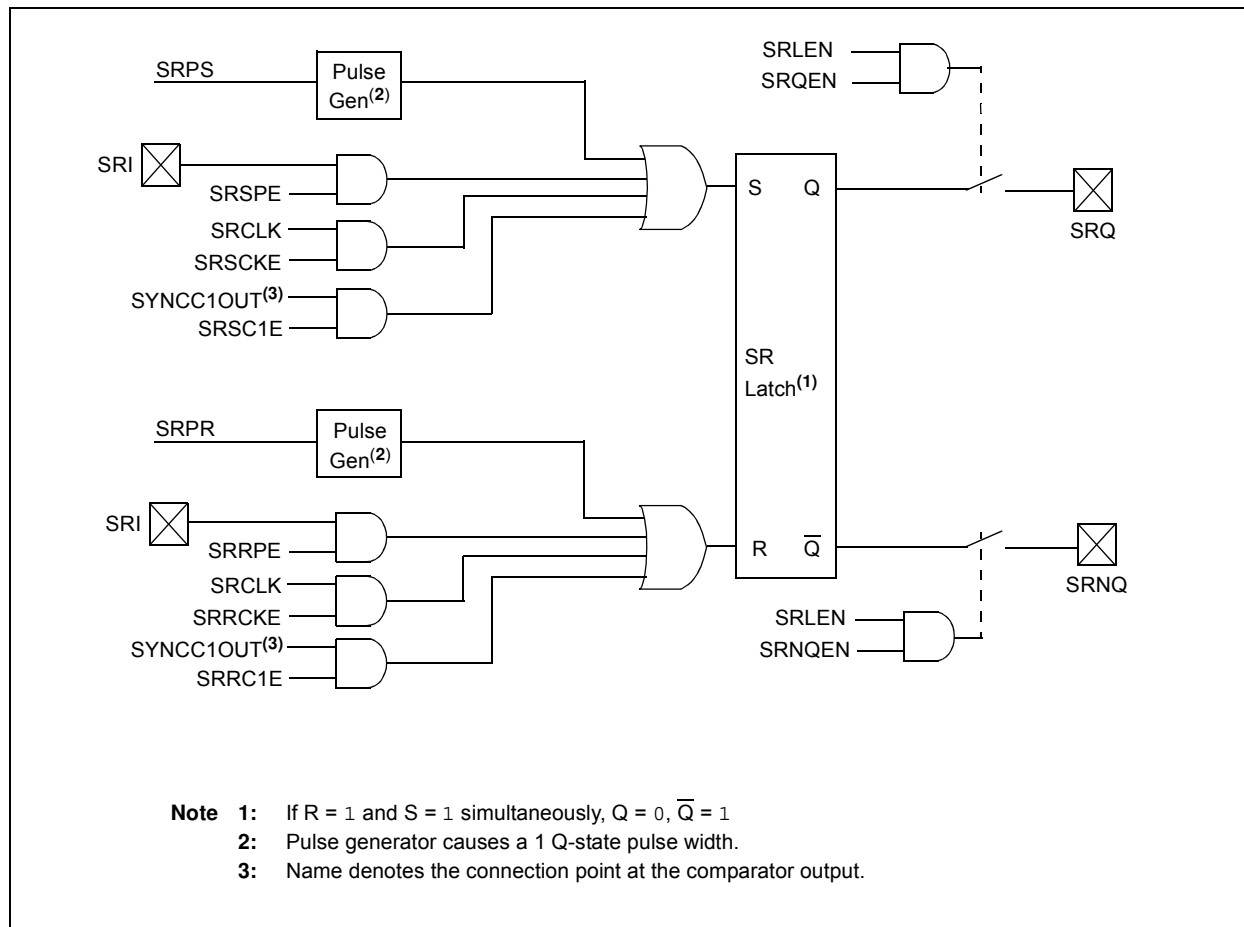 SRPS
Pulse
Gen(2)
SRI
SRSPE
SRCLK
SRSCKE
SYNCC1OUT(3)
SRSC1E
SRLEN
SRQEN
S Q
SRQ
SR
Latch(1)
SRPR
Pulse
Gen(2)
SRI
SRRPE
SRCLK
SRRCKE
SYNCC1OUT(3)
SRRC1E
R Q̅
SRNQ
SRLEN
SRNQEN
Note 1: If R = 1 and S = 1 simultaneously, Q = 0, Q̅ = 1
2: Pulse generator causes a 1 Q-state pulse width.
3: Name denotes the connection point at the comparator output.